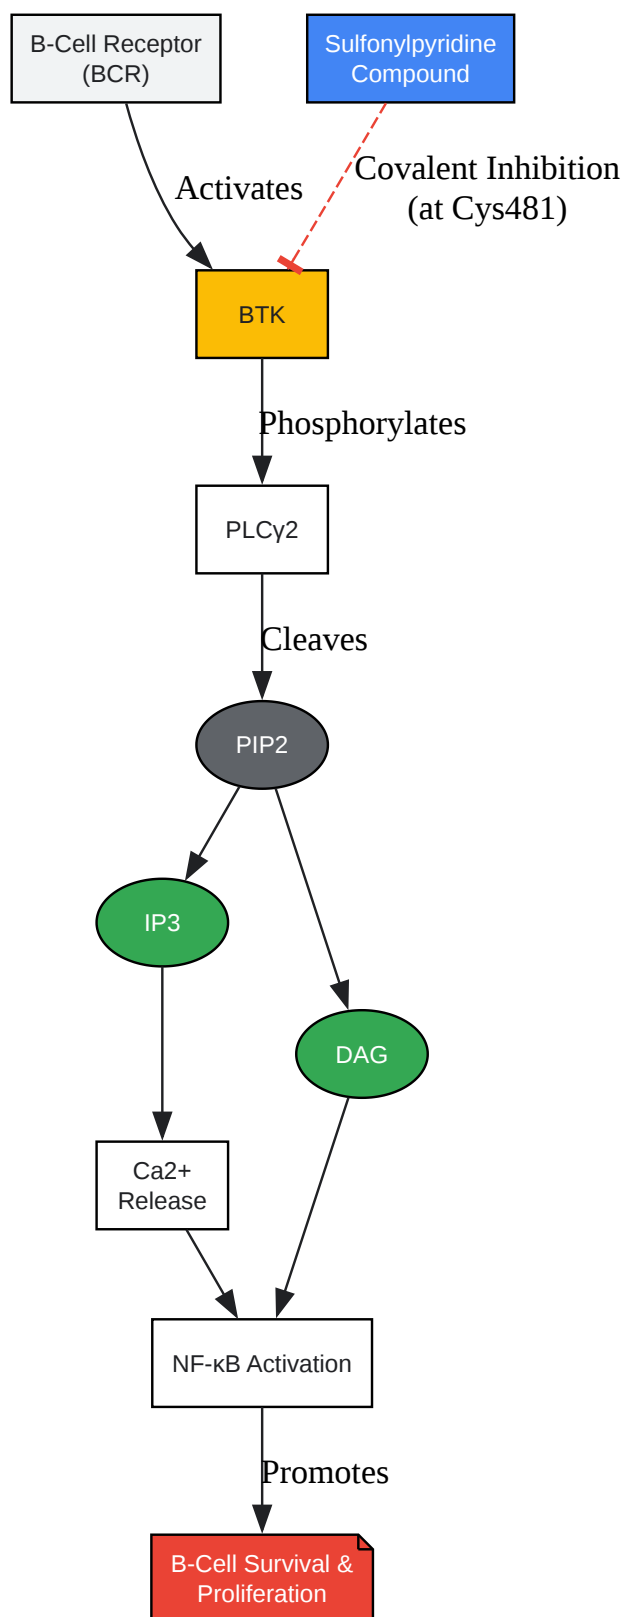 B-Cell Receptor
(BCR)
Sulfonylpyridine
Compound
Activates
Covalent Inhibition
(at Cys481)
BTK
Phosphorylates
PLCγ2
Cleaves
PIP2
IP3
DAG
Ca2+
Release
NF-κB Activation
Promotes
B-Cell Survival &
Proliferation